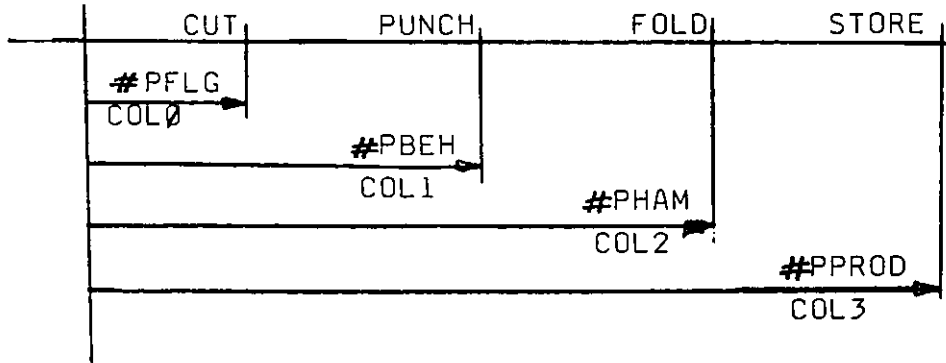 CUT PUNCH FOLD STORE
#PFLG
COLØ
#PBEH
COL1
#PHAM
COL2
#PPROD
COL3